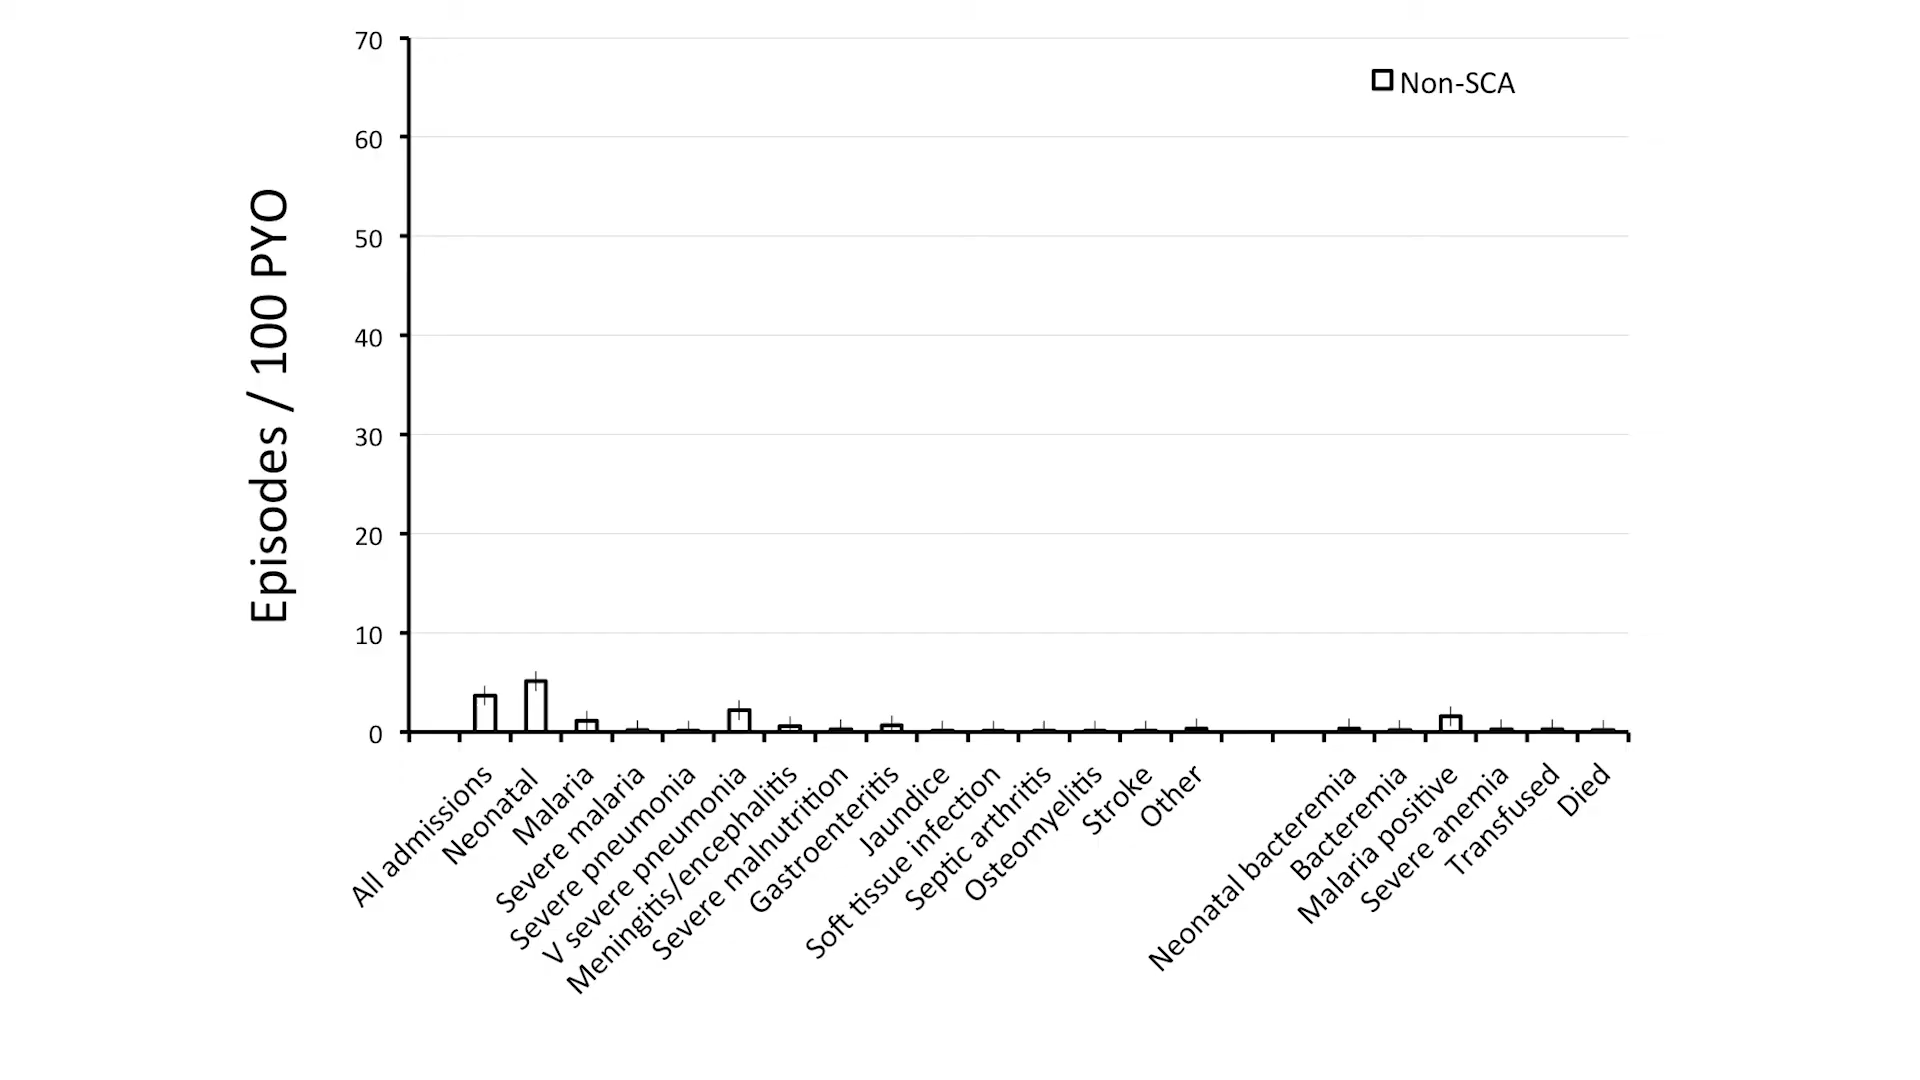 Episodes / 100 PYO
70
60
50
40
30
20
10
0
Non-SCA
All admissions
Neonatal
Malaria
Severe malaria
Severe pneumonia
V severe pneumonia
Meningitis/encephalitis
Severe malnutrition
Gastroenteritis
Jaundice
Soft tissue infection
Septic arthritis
Osteomyelitis
Stroke
Other
Neonatal bacteremia
Bacteremia
Malaria positive
Severe anemia
Transfused
Died